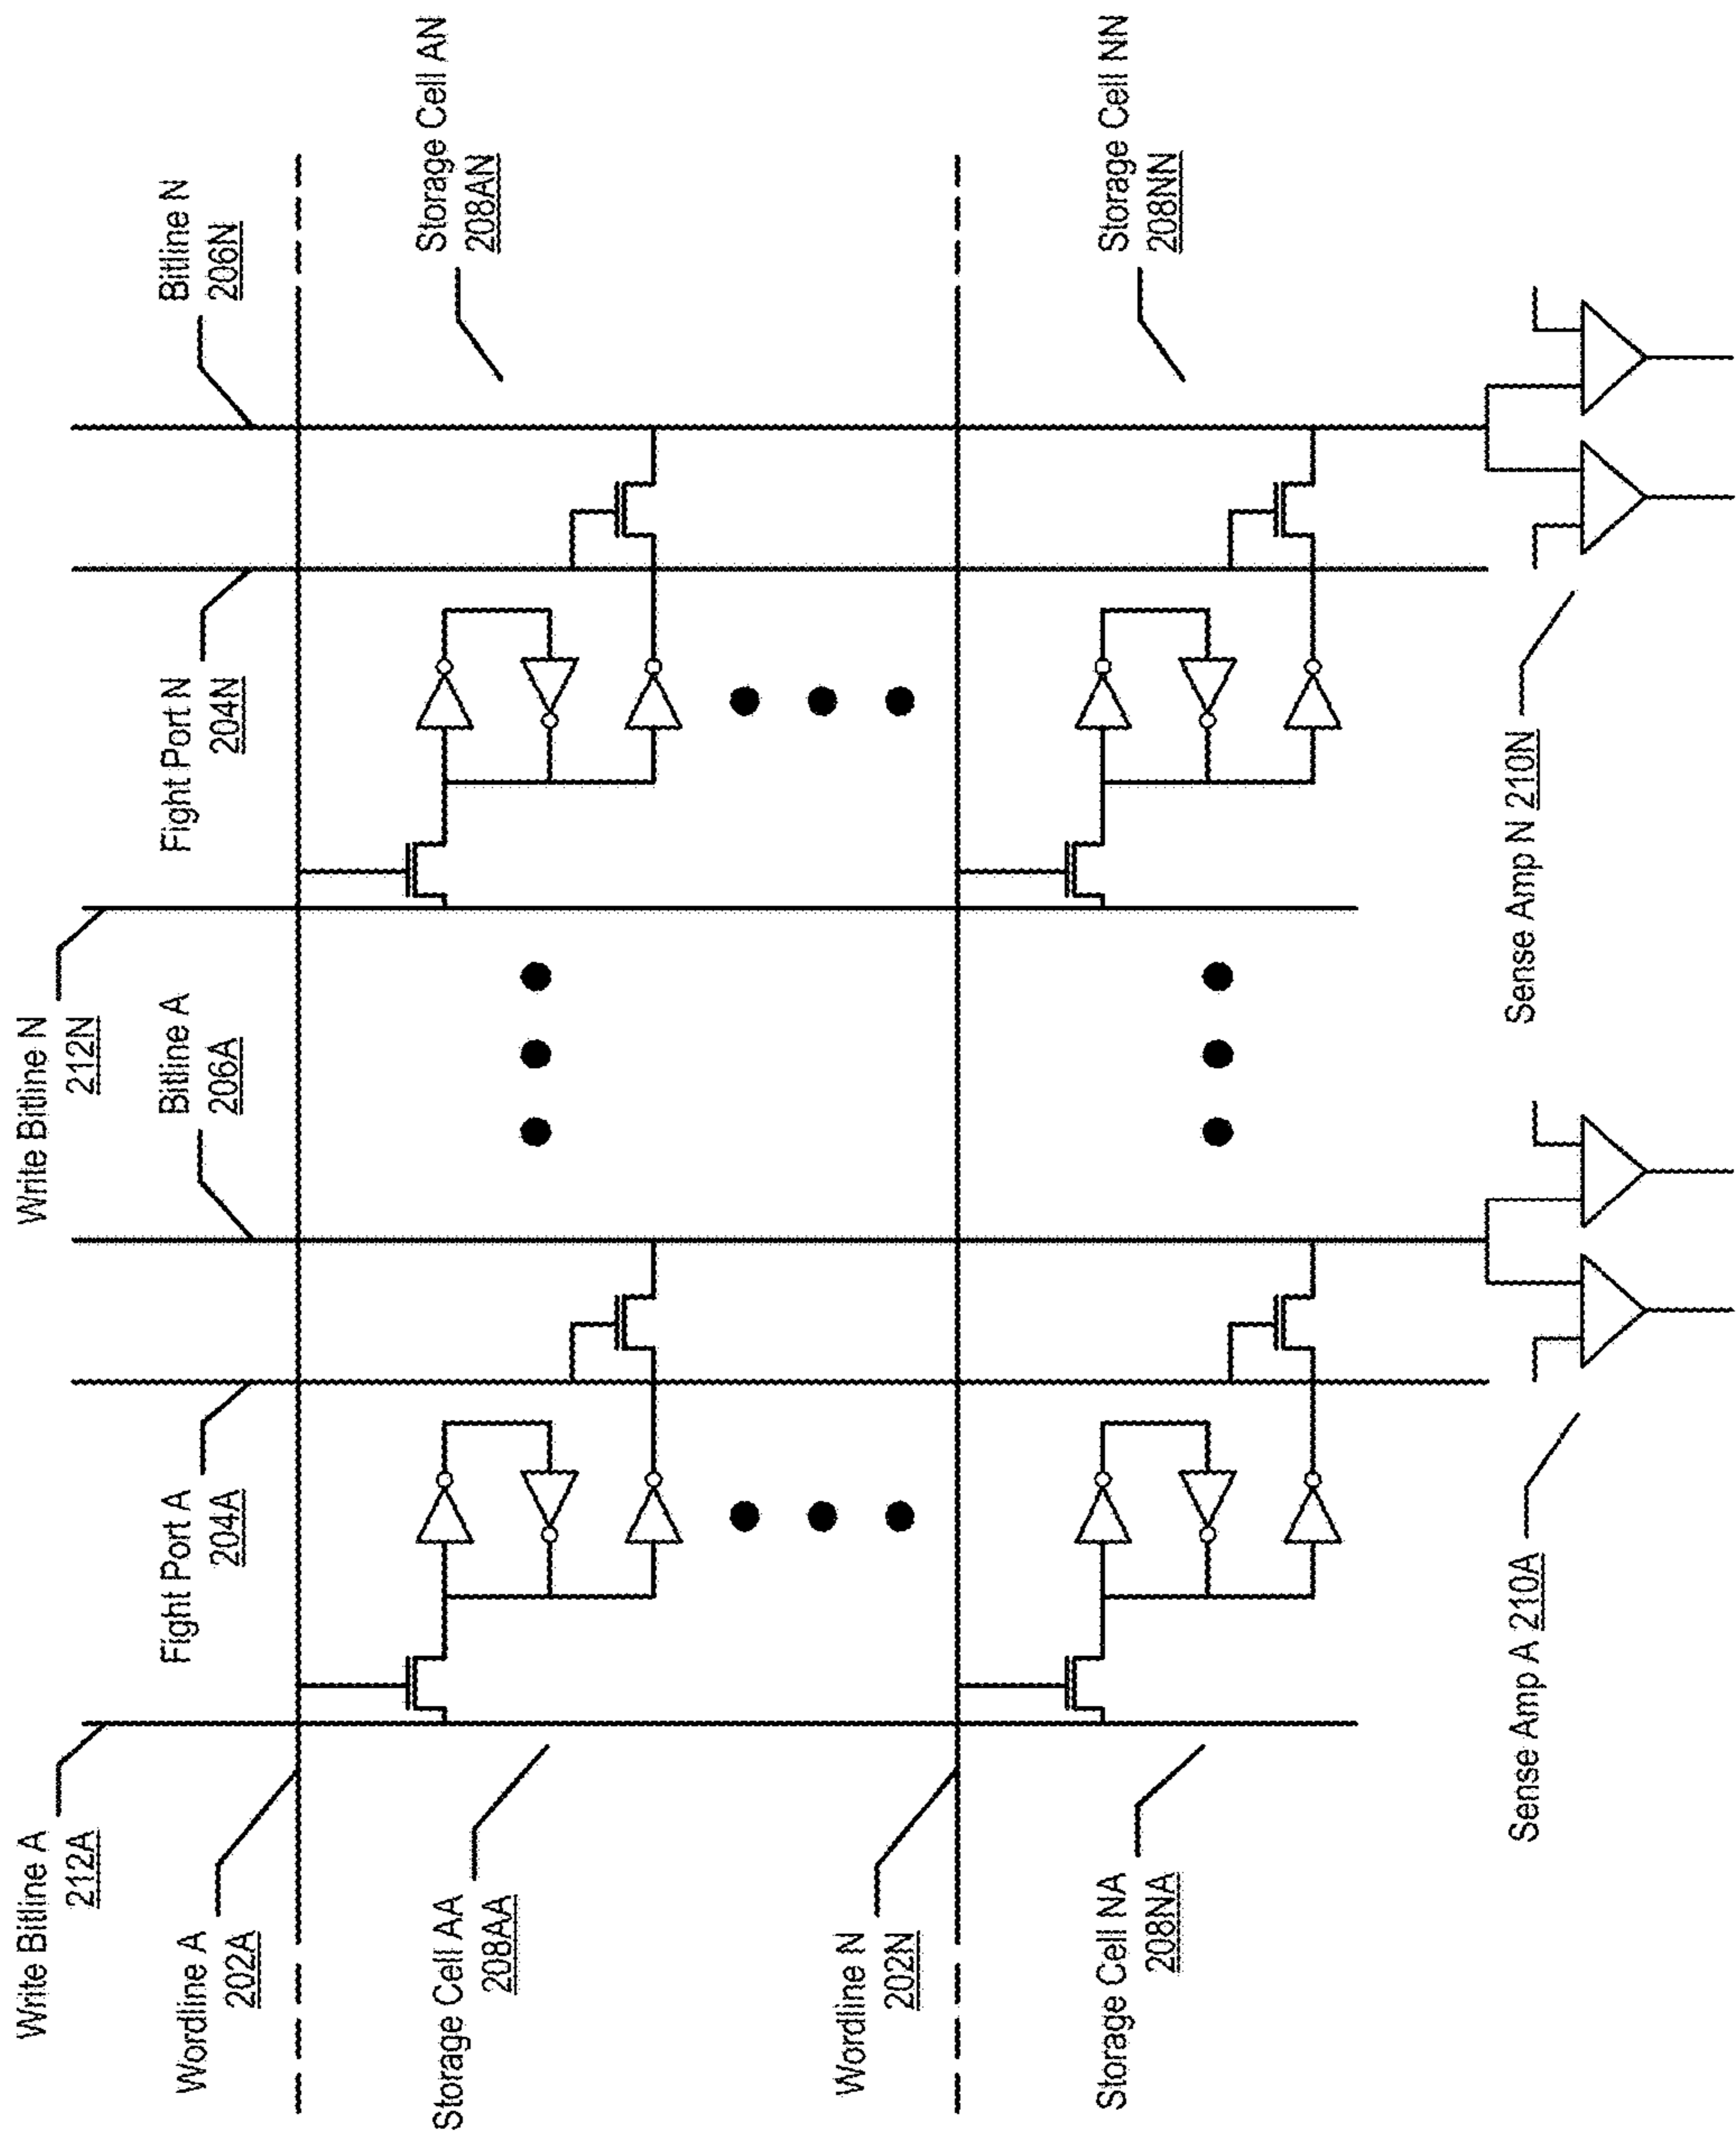 Write Bitline A
212A
Write Bitline N
212N
Wordline A
202A
Fight Port A
204A
Bitline A
206A
Fight Port N
204N
Bitline N
206N
Storage Cell AA
208AA
Storage Cell AN
208AN
Wordline N
202N
Storage Cell NA
208NA
Storage Cell NN
208NN
Sense Amp A 210A
Sense Amp N 210N